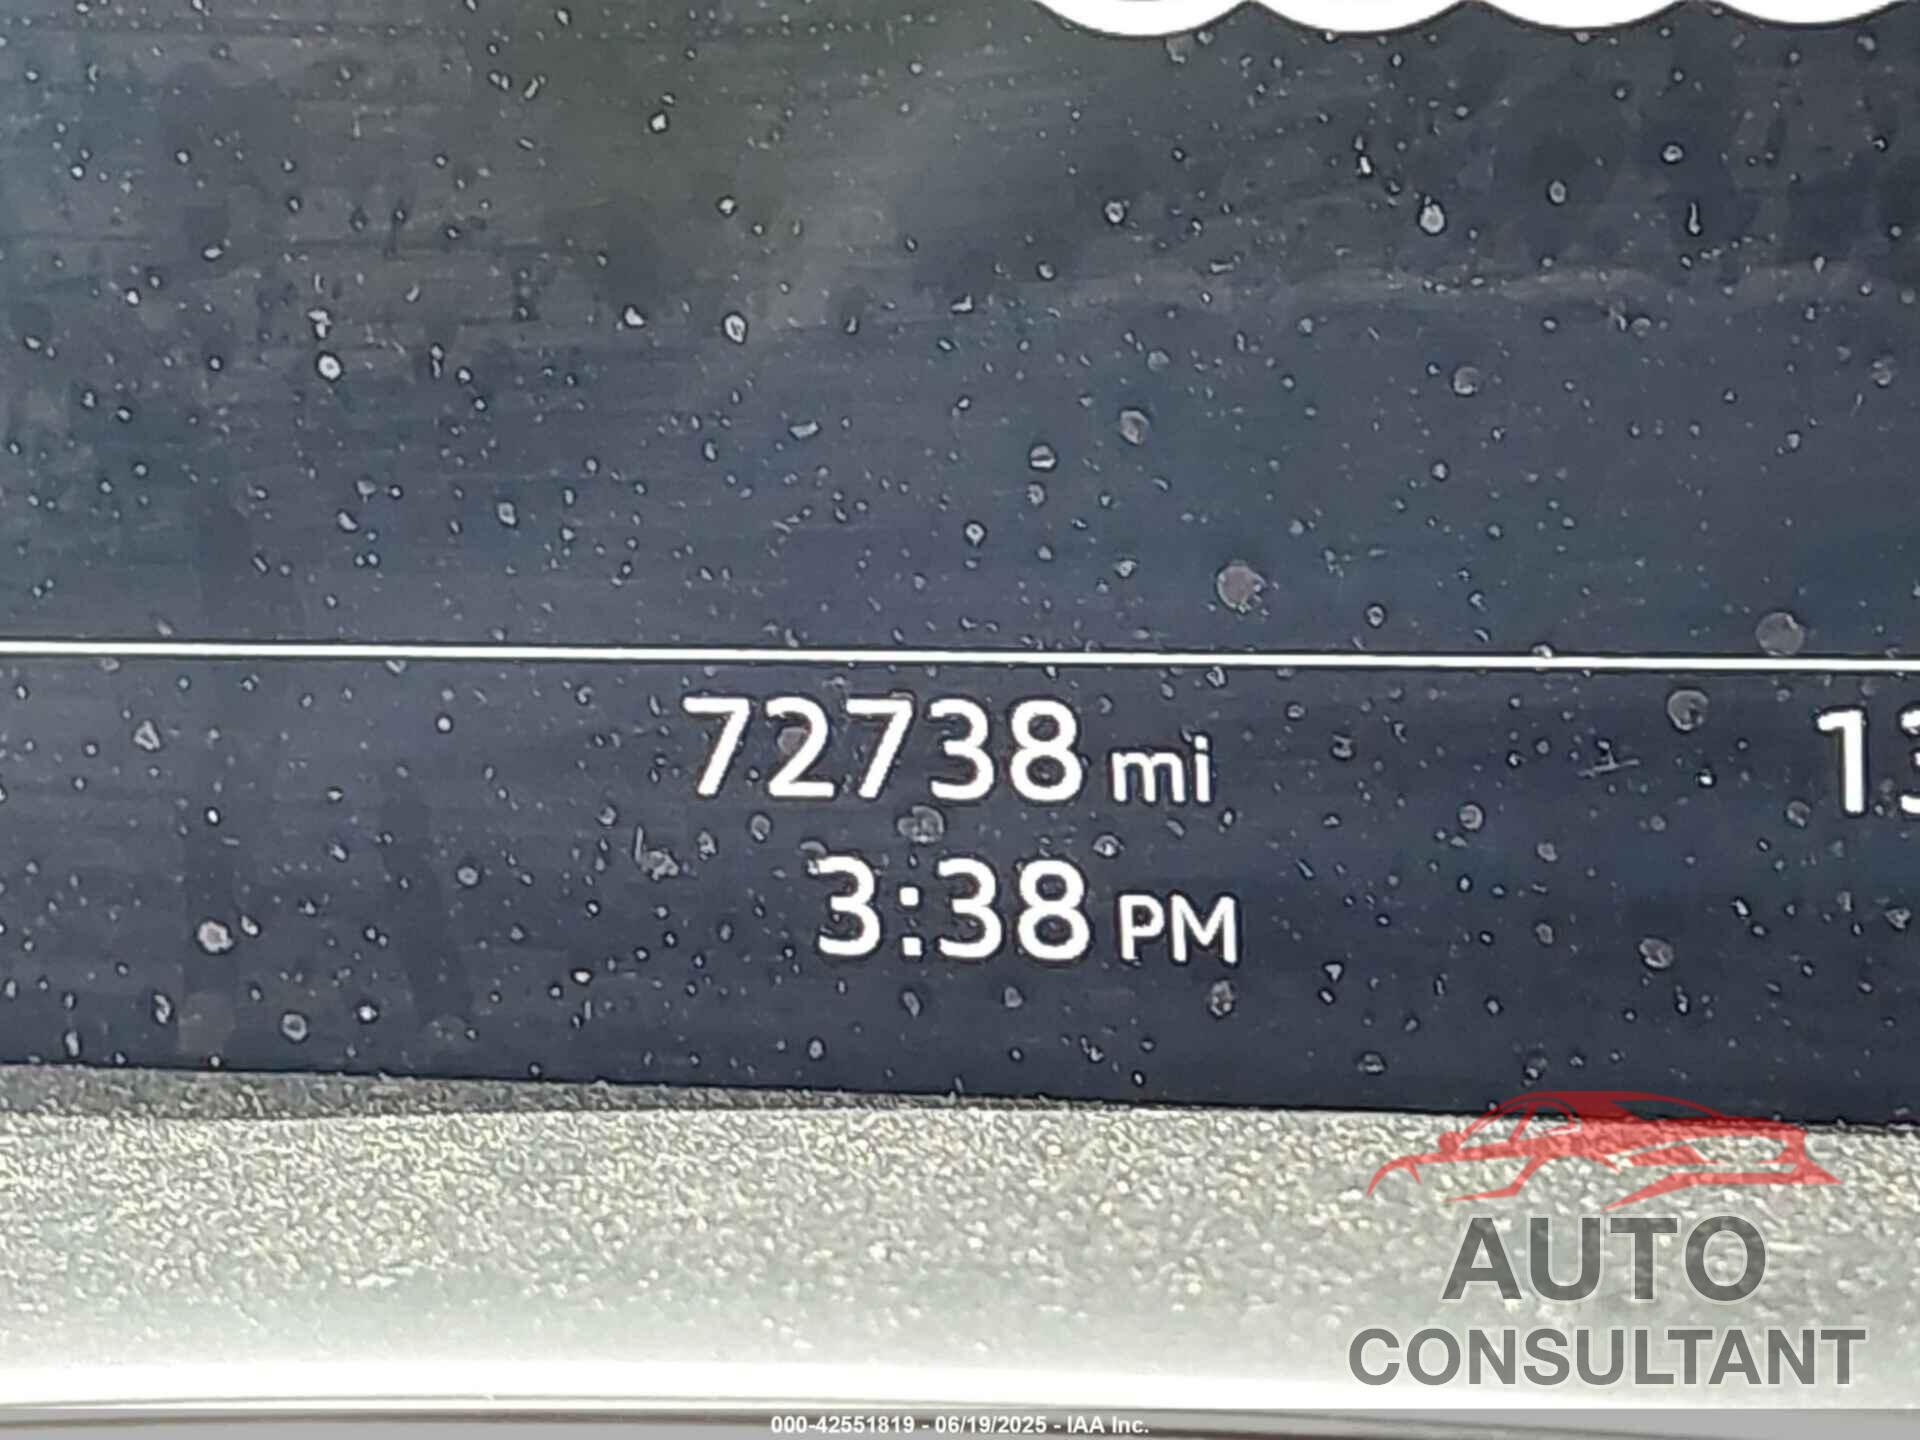 72738 mi 13
3:38 PM
AUTO
CONSULTANT
000-42551819 - 06/19/2025 - IAA Inc.